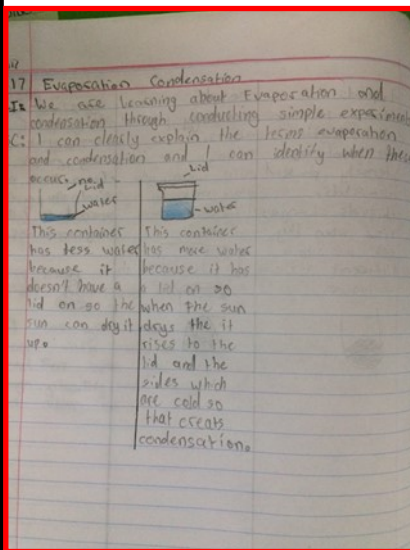 17 Evaporation Condensation
We are Learning about Evaporation and
condensation through conducting simple experiments
C: I can clearly explain the terms evaporation
and condensation and I can identify when they
occur.
no Lid
water
Lid
water
This container
has less water
because it
doesn't have a
lid on so the
sun can dry it
up.
This container
has more water
because it has
a lid on so
when the sun
drys the it
rises to the
lid and the
sides which
are cold so
that creats
condensation.